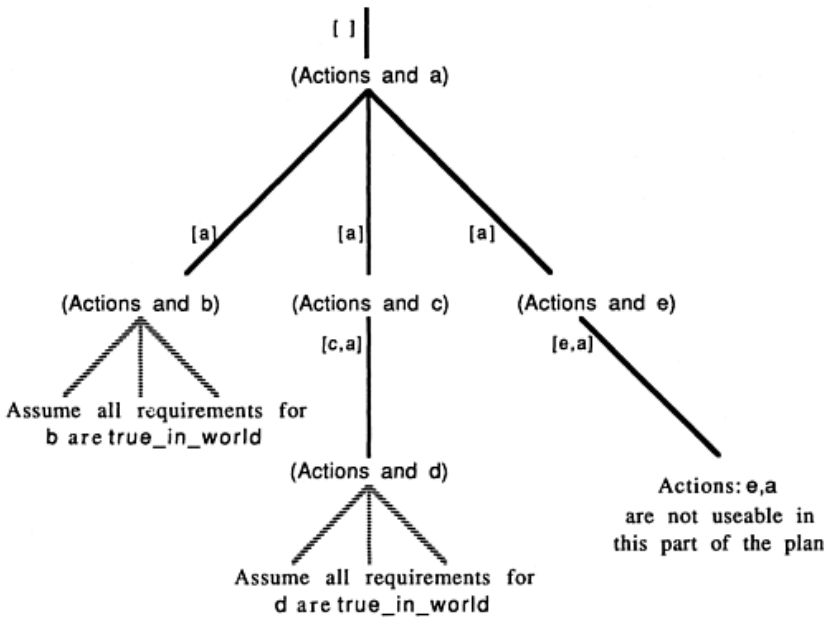 [ ]
(Actions and a)
[a] [a] [a]
(Actions and b) (Actions and c) (Actions and e)
[c,a] [e,a]
Assume all requirements for
b are true_in_world
(Actions and d)
Actions: e,a
are not useable in
this part of the plan
Assume all requirements for
d are true_in_world